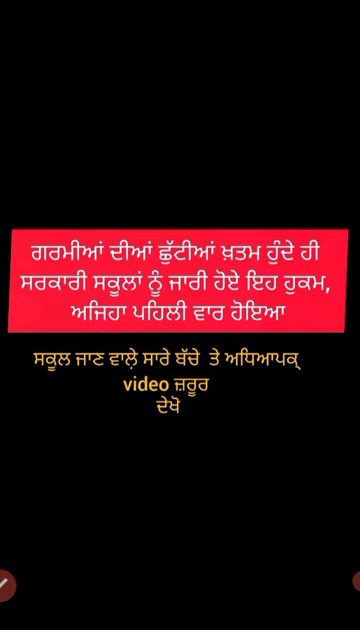 ਗਰਮੀਆਂ ਦੀਆਂ ਛੁੱਟੀਆਂ ਖ਼ਤਮ ਹੁੰਦੇ ਹੀ
ਸਰਕਾਰੀ ਸਕੂਲਾਂ ਨੂੰ ਜਾਰੀ ਹੋਏ ਇਹ ਹੁਕਮ,
ਅਜਿਹਾ ਪਹਿਲੀ ਵਾਰ ਹੋਇਆ
ਸਕੂਲ ਜਾਣ ਵਾਲ਼ੇ ਸਾਰੇ ਬੱਚੇ ਤੇ ਅਧਿਆਪਕ੍
video ਜ਼ਰੂਰ
ਦੇਖੋ